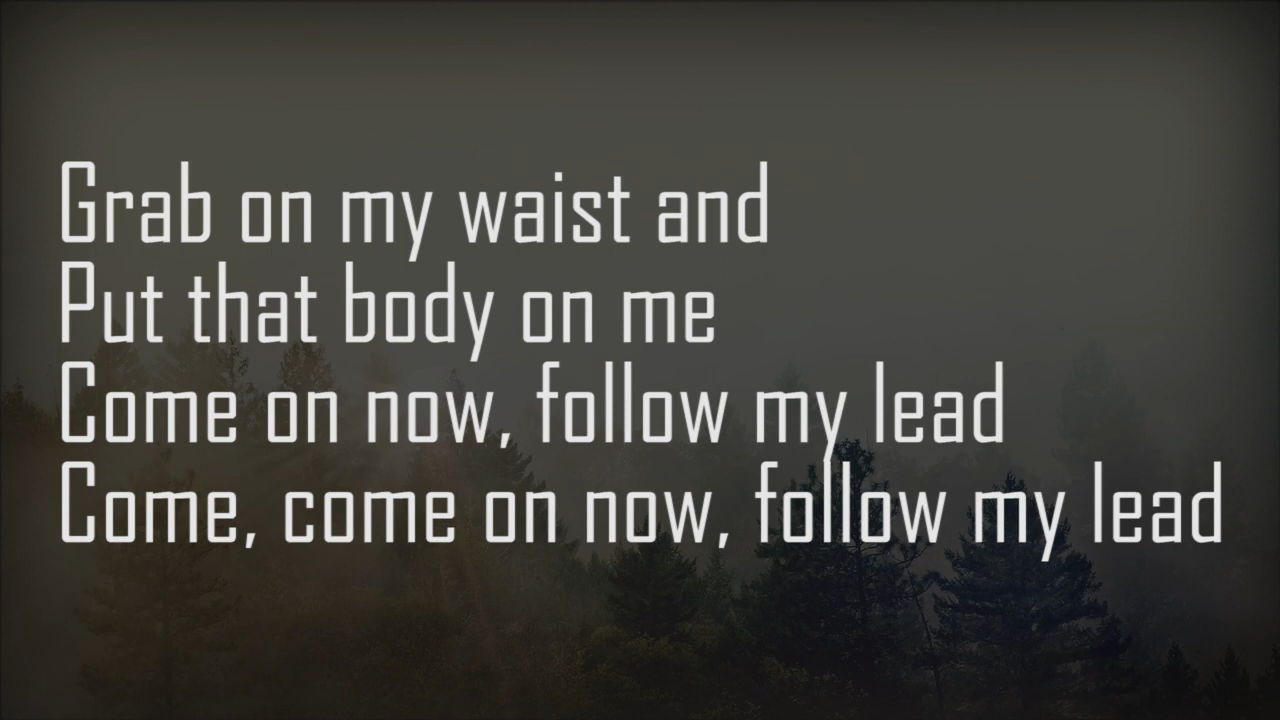 Grab on my waist and
Put that body on me
Come on now, follow my lead
Come, come on now, follow my lead